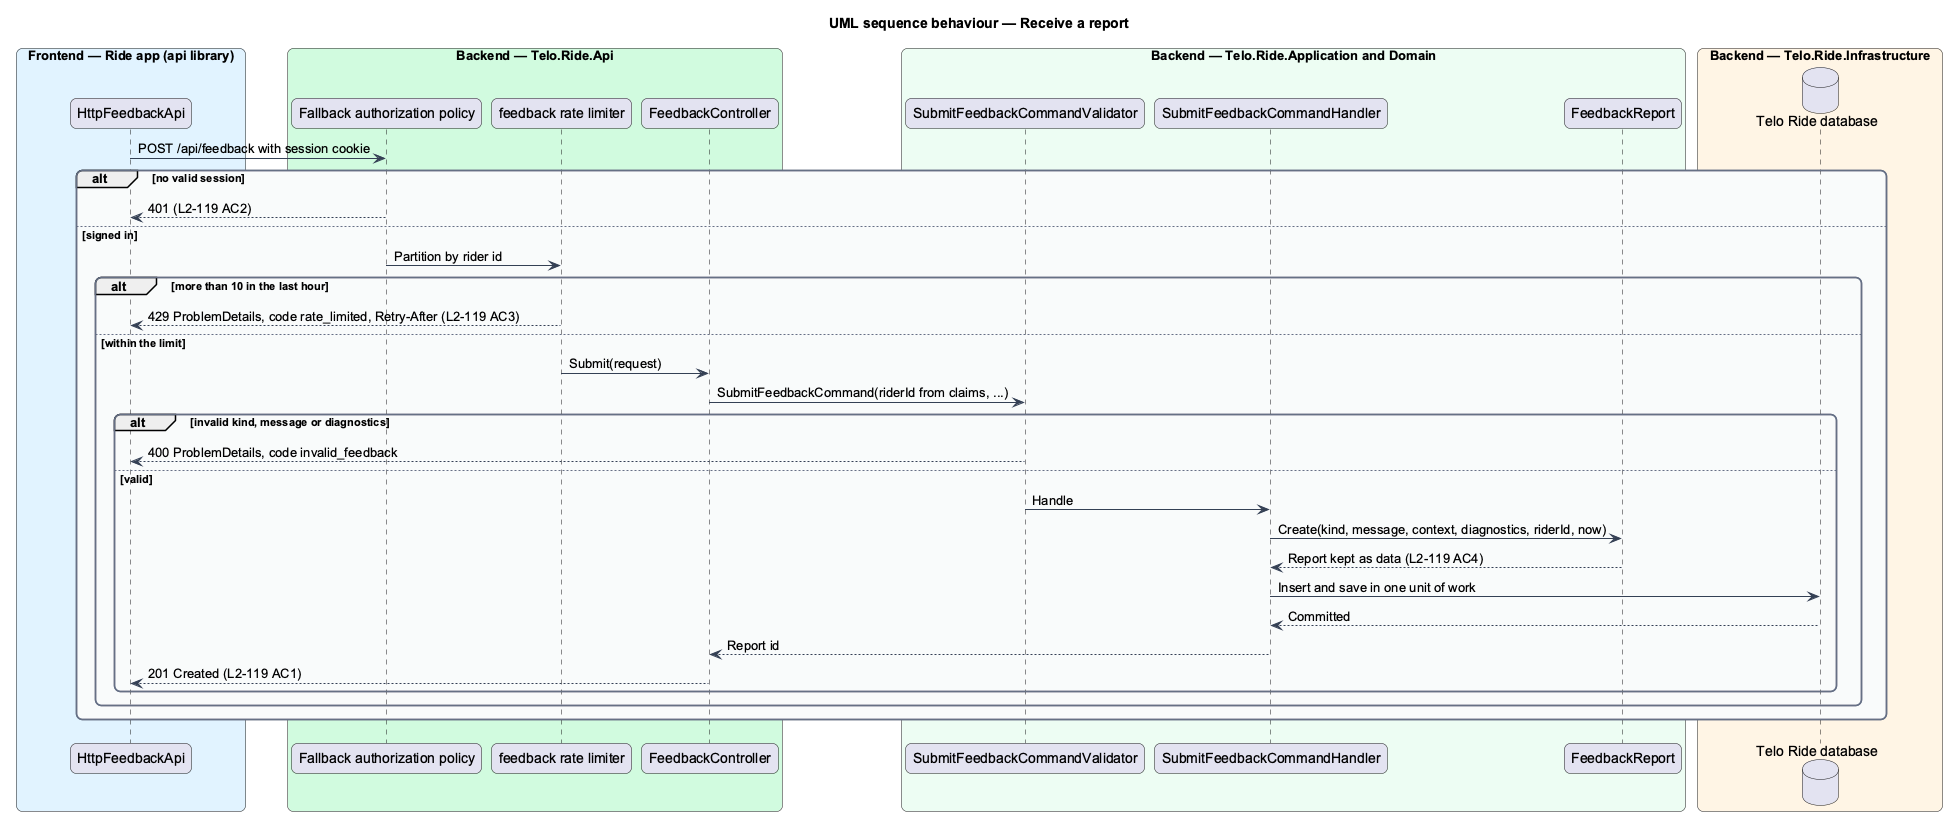 UML sequence behaviour — Receive a report
Frontend — Ride app (api library)
Backend — Telo.Ride.Api
Backend — Telo.Ride.Application and Domain
Backend — Telo.Ride.Infrastructure
HttpFeedbackApi
Fallback authorization policy
feedback rate limiter
FeedbackController
SubmitFeedbackCommandValidator
SubmitFeedbackCommandHandler
FeedbackReport
Telo Ride database
POST /api/feedback with session cookie
alt
[no valid session]
401 (L2-119 AC2)
[signed in]
Partition by rider id
alt
[more than 10 in the last hour]
429 ProblemDetails, code rate_limited, Retry-After (L2-119 AC3)
[within the limit]
Submit(request)
SubmitFeedbackCommand(riderId from claims, ...)
alt
[invalid kind, message or diagnostics]
400 ProblemDetails, code invalid_feedback
[valid]
Handle
Create(kind, message, context, diagnostics, riderId, now)
Report kept as data (L2-119 AC4)
Insert and save in one unit of work
Committed
Report id
201 Created (L2-119 AC1)
HttpFeedbackApi
Fallback authorization policy
feedback rate limiter
FeedbackController
SubmitFeedbackCommandValidator
SubmitFeedbackCommandHandler
FeedbackReport
Telo Ride database